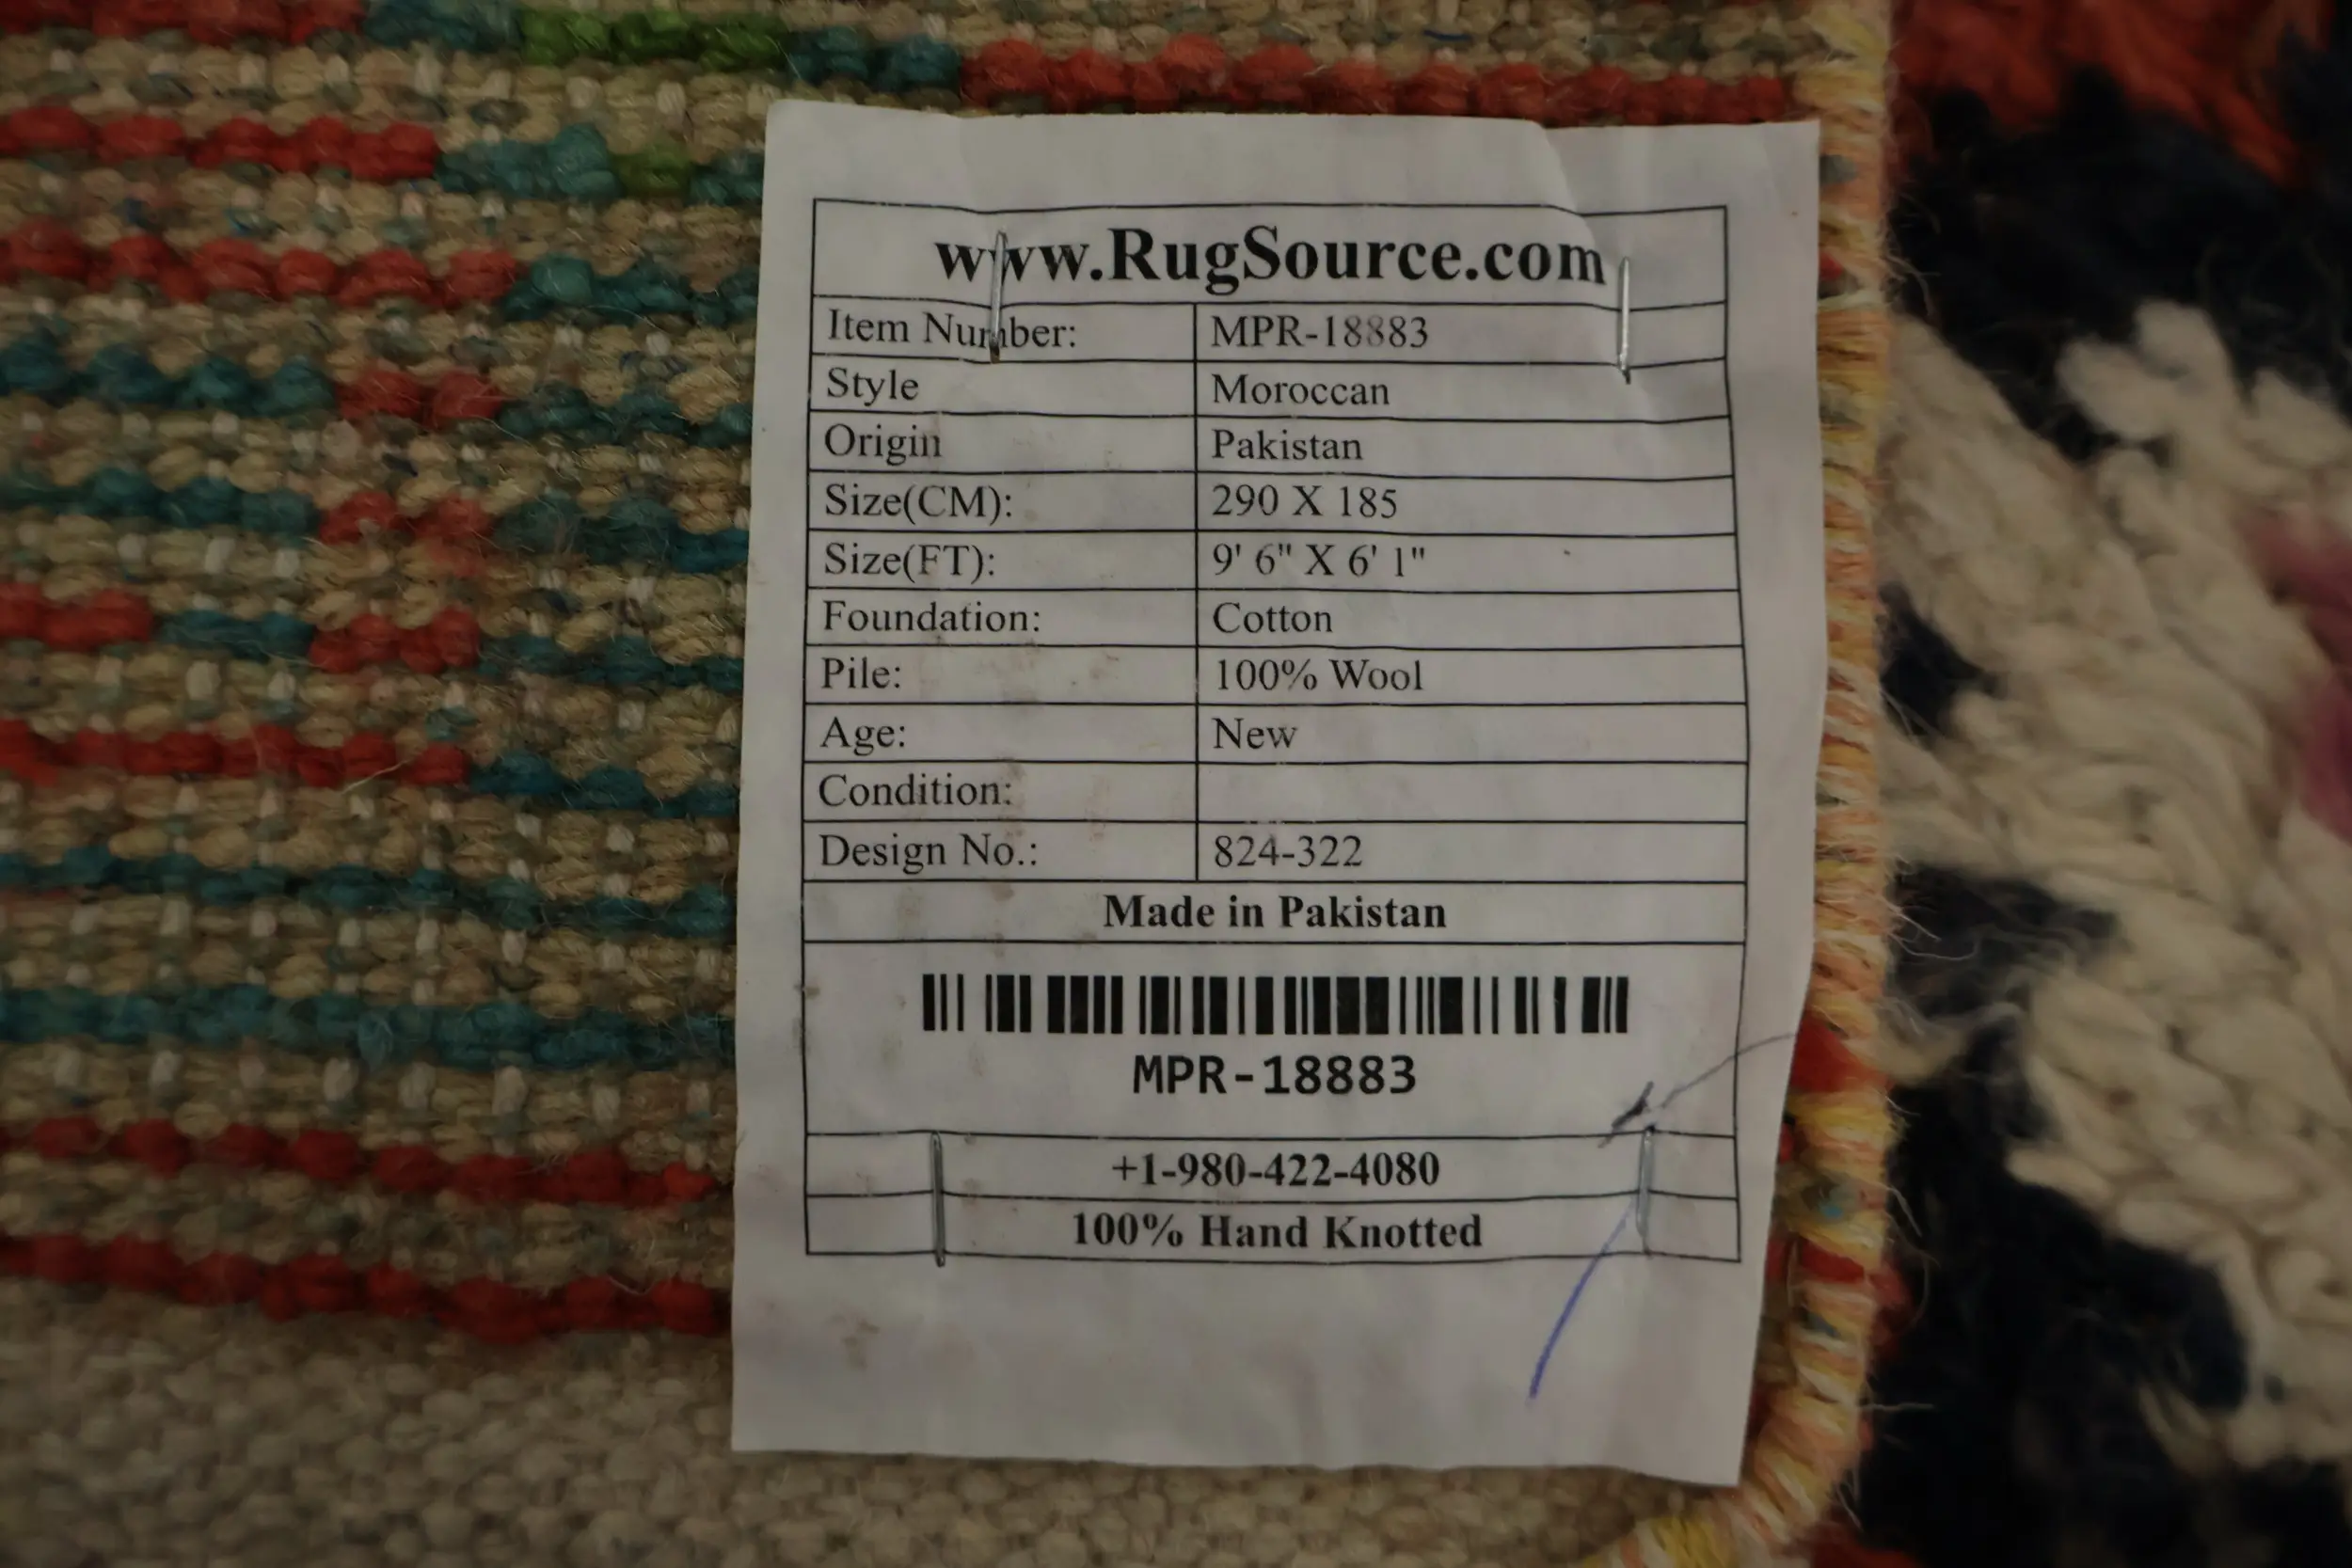 www.RugSource.com
Item Number: MPR-18883
Style Moroccan
Origin Pakistan
Size(CM): 290 X 185
Size(FT): 9' 6" X 6' 1"
Foundation: Cotton
Pile: 100% Wool
Age: New
Condition:
Design No.: 824-322
Made in Pakistan
MPR-18883
+1-980-422-4080
100% Hand Knotted